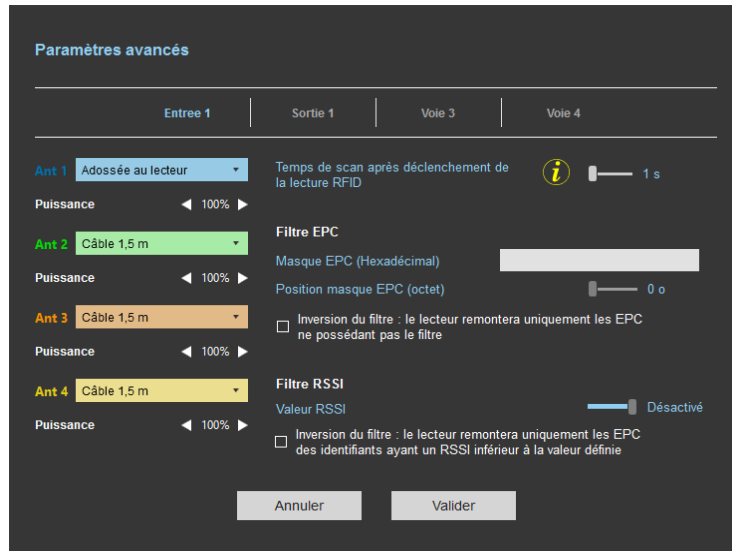 Paramètres avancés
Entree 1
Sortie 1
Voie 3
Voie 4
Ant 1 Adossée au lecteur
Puissance 100%
Ant 2 Câble 1,5 m
Puissance 100%
Ant 3 Câble 1,5 m
Puissance 100%
Ant 4 Câble 1,5 m
Puissance 100%
Temps de scan après déclenchement de
la lecture RFID
i
1 s
Filtre EPC
Masque EPC (Hexadécimal)
Position masque EPC (octet) 0 o
Inversion du filtre : le lecteur remontera uniquement les EPC
ne possédant pas le filtre
Filtre RSSI
Valeur RSSI Désactivé
Inversion du filtre : le lecteur remontera uniquement les EPC
des identifiants ayant un RSSI inférieur à la valeur définie
Annuler
Valider